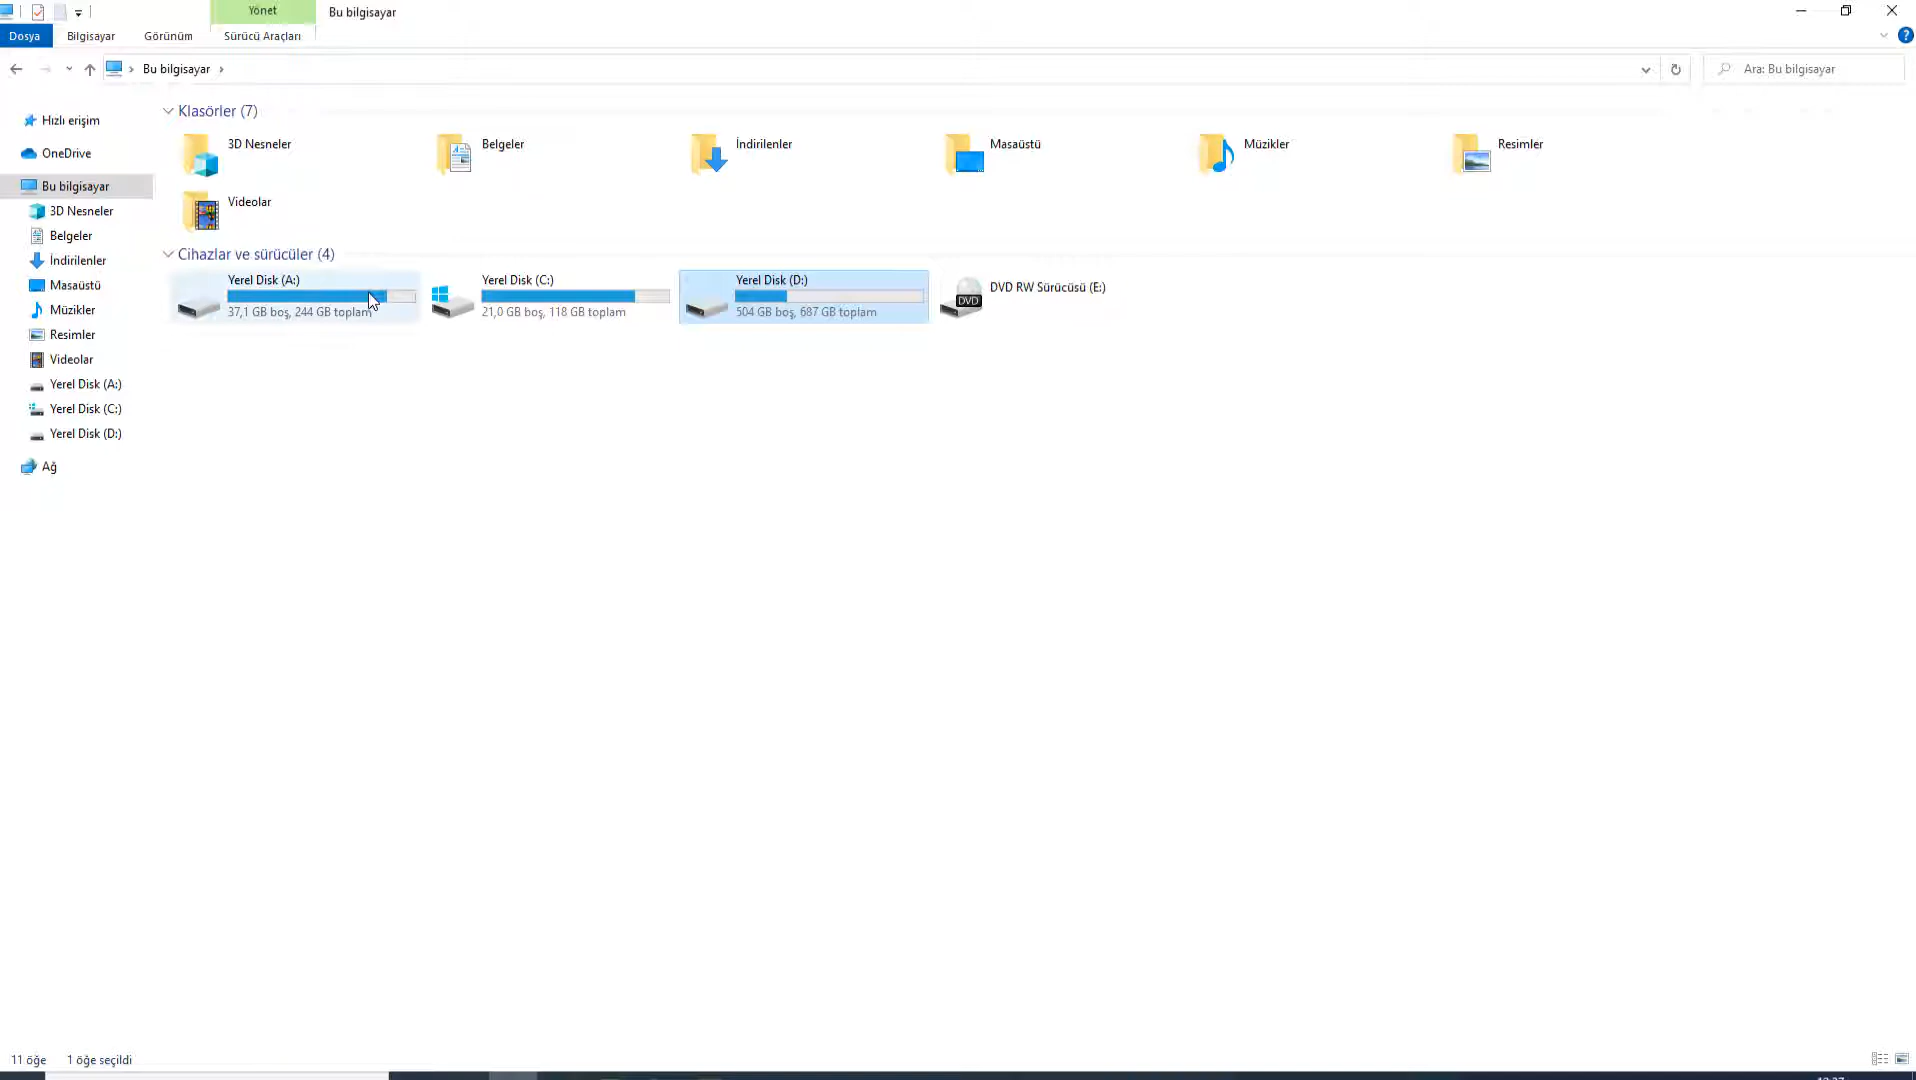 Yönet
Bu bilgisayar
Dosya
Bilgisayar
Görünüm
Sürücü Araçları
Bu bilgisayar
Ara: Bu bilgisayar
Hızlı erişim
OneDrive
Bu bilgisayar
3D Nesneler
Belgeler
İndirilenler
Masaüstü
Müzikler
Resimler
Videolar
Yerel Disk (A:)
Yerel Disk (C:)
Yerel Disk (D:)
Ağ
Klasörler (7)
3D Nesneler
Belgeler
İndirilenler
Masaüstü
Müzikler
Resimler
Videolar
Cihazlar ve sürücüler (4)
Yerel Disk (A:)
37,1 GB boş, 244 GB toplam
Yerel Disk (C:)
21,0 GB boş, 118 GB toplam
Yerel Disk (D:)
504 GB boş, 687 GB toplam
DVD
DVD RW Sürücüsü (E:)
11 öğe
1 öğe seçildi